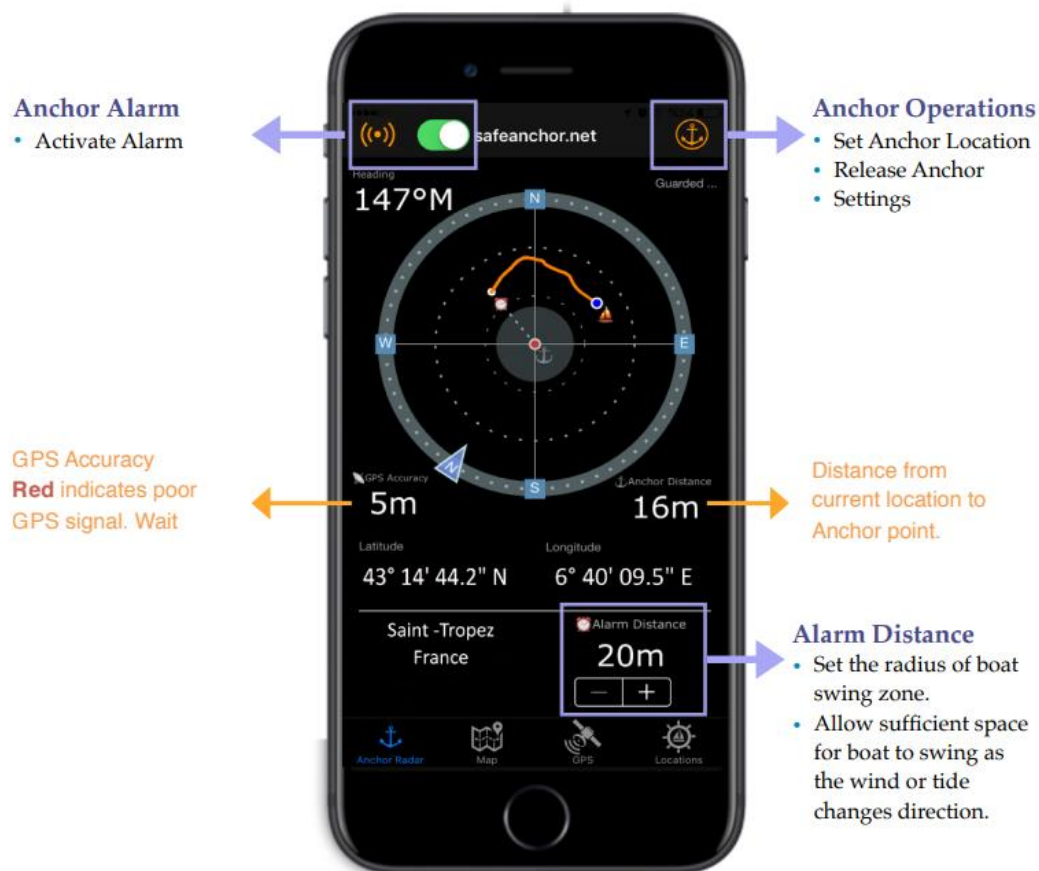 Anchor Alarm
• Activate Alarm
Anchor Operations
• Set Anchor Location
• Release Anchor
• Settings
safeanchor.net
Heading
147°M
Guarded ...
N
W
E
S
N
GPS Accuracy
5m
Anchor Distance
16m
GPS Accuracy
Red indicates poor
GPS signal. Wait
Distance from
current location to
Anchor point.
Latitude
43° 14' 44.2" N
Longitude
6° 40' 09.5" E
Saint -Tropez
France
Alarm Distance
20m
− +
Alarm Distance
• Set the radius of boat
swing zone.
• Allow sufficient space
for boat to swing as
the wind or tide
changes direction.
Anchor Radar
Map
GPS
Locations